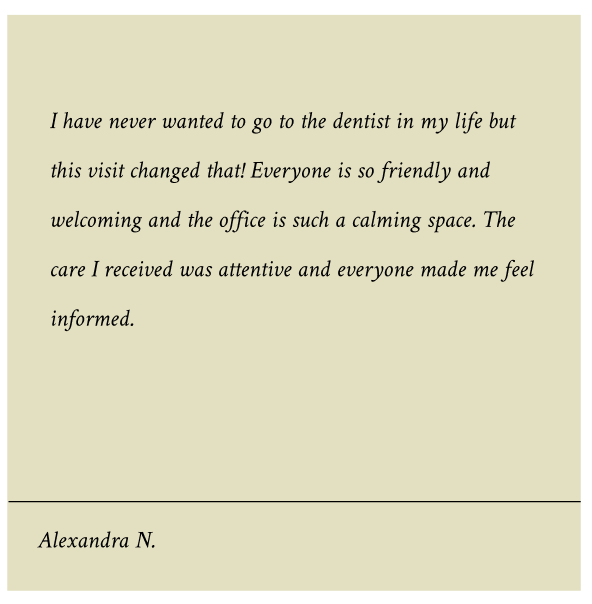 I have never wanted to go to the dentist in my life but
this visit changed that! Everyone is so friendly and
welcoming and the office is such a calming space. The
care I received was attentive and everyone made me feel
informed.
Alexandra N.